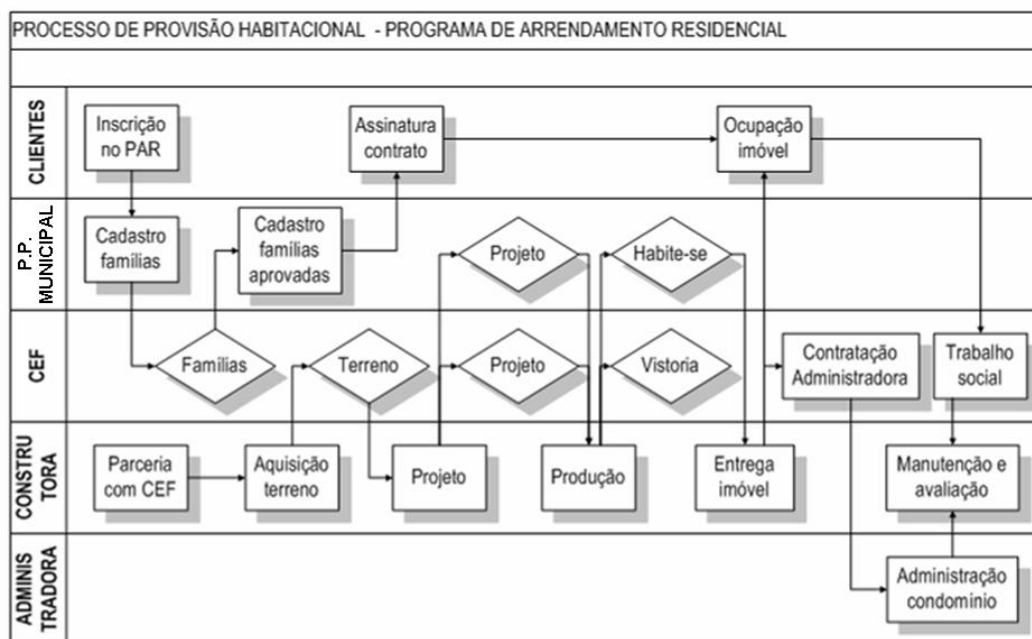 PROCESSO DE PROVISÃO HABITACIONAL - PROGRAMA DE ARRENDAMENTO RESIDENCIAL
CLIENTES
Inscrição
no PAR
Assinatura
contrato
Ocupação
imóvel
P.P.
MUNICIPAL
Cadastro
famílias
Cadastro
famílias
aprovadas
Projeto
Habite-se
CEF
Famílias
Terreno
Projeto
Vistoria
Contratação
Administradora
Trabalho
social
CONSTRU
TORA
Parceria
com CEF
Aquisição
terreno
Projeto
Produção
Entrega
imóvel
Manutenção e
avaliação
ADMINIS
TRADORA
Administração
condomínio